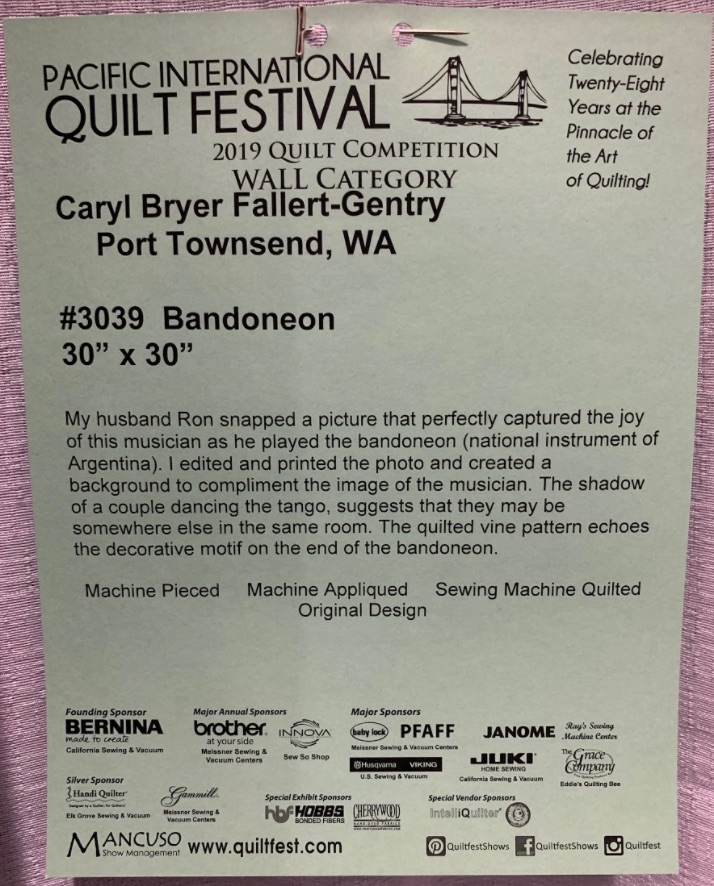 PACIFIC INTERNATIONAL
QUILT FESTIVAL
2019 QUILT COMPETITION
WALL CATEGORY
Celebrating
Twenty-Eight
Years at the
Pinnacle of
the Art
of Quilting!
Caryl Bryer Fallert-Gentry
Port Townsend, WA
#3039 Bandoneon
30” x 30”
My husband Ron snapped a picture that perfectly captured the joy
of this musician as he played the bandoneon (national instrument of
Argentina). I edited and printed the photo and created a
background to compliment the image of the musician. The shadow
of a couple dancing the tango, suggests that they may be
somewhere else in the same room. The quilted vine pattern echoes
the decorative motif on the end of the bandoneon.
Machine Pieced Machine Appliqued Sewing Machine Quilted
Original Design
Founding Sponsor
BERNINA
made to create
California Sewing & Vacuum
Major Annual Sponsors
brother
at your side
Meissner Sewing &
Vacuum Centers
INNOVA
Sew So Shop
Major Sponsors
baby lock PFAFF
Meissner Sewing & Vacuum Centers
Husqvarna VIKING
U.S. Sewing & Vacuum
JANOME
JUKI
HOME SEWING
California Sewing & Vacuum
Ray's Sewing
Machine Center
The Grace
Company
Eddie's Quilting Bee
Silver Sponsor
Handi Quilter
Elk Grove Sewing & Vacuum
Gammill
Meissner Sewing &
Vacuum Centers
Special Exhibit Sponsors
hbf HOBBS
BONDED FIBERS
CHERRYWOOD
Special Vendor Sponsors
IntelliQuilter
MANCUSO
Show Management
www.quiltfest.com
QuiltfestShows QuiltfestShows Quiltfest